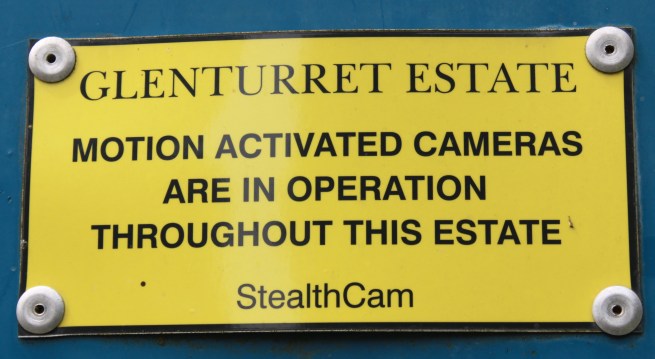 GLENTURRET ESTATE
MOTION ACTIVATED CAMERAS
ARE IN OPERATION
THROUGHOUT THIS ESTATE
StealthCam